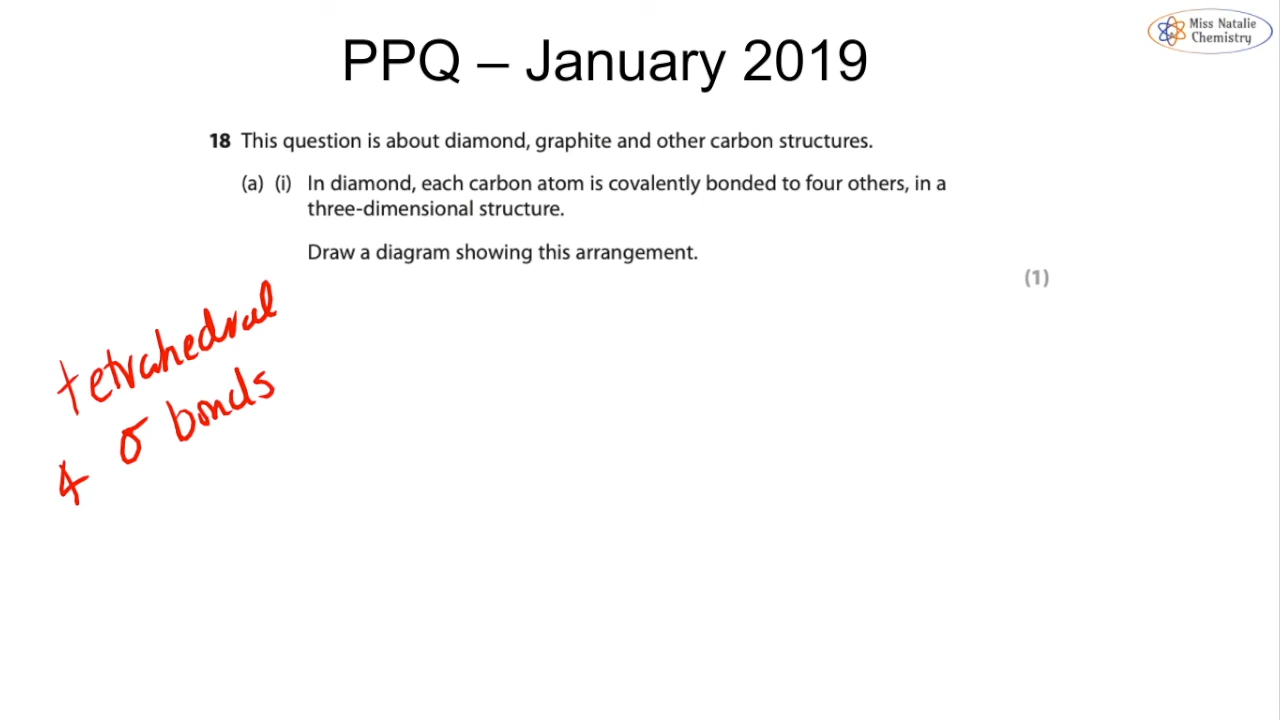 PPQ – January 2019
Miss Natalie
Chemistry
18 This question is about diamond, graphite and other carbon structures.
(a) (i) In diamond, each carbon atom is covalently bonded to four others, in a
three-dimensional structure.
Draw a diagram showing this arrangement.
(1)
tetrahedral
4 σ bonds